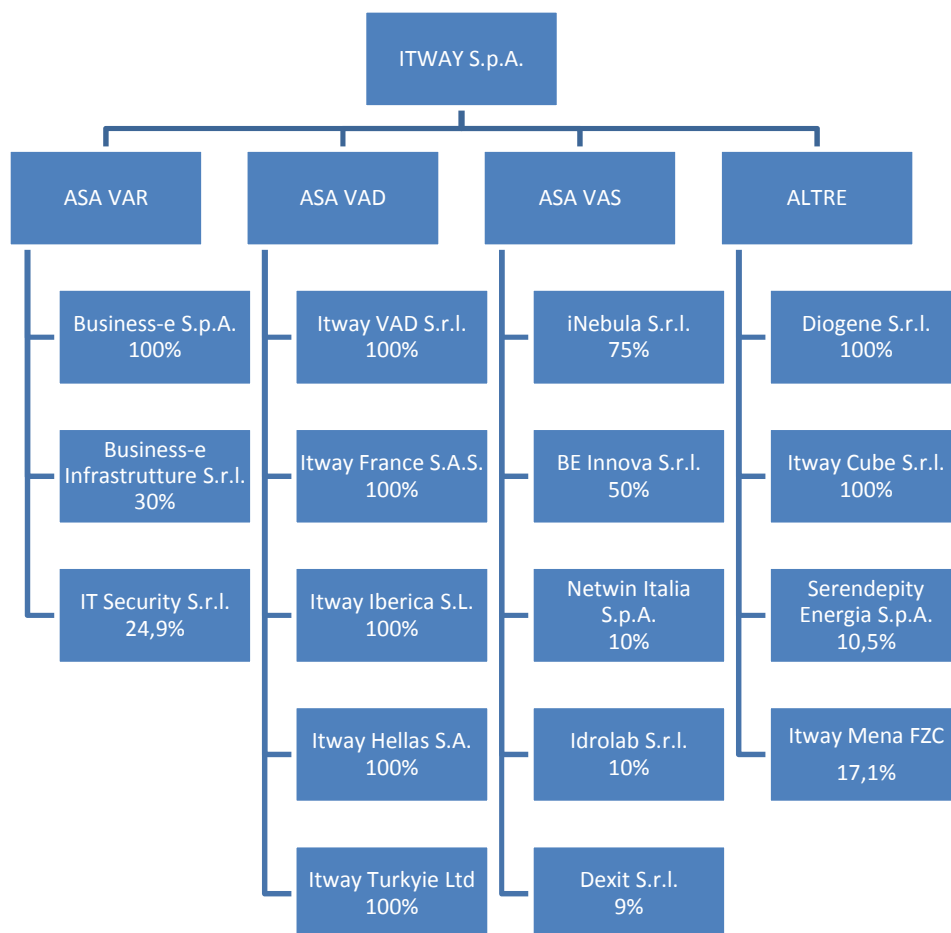 ITWAY S.p.A.
ASA VAR
ASA VAD
ASA VAS
ALTRE
Business-e S.p.A.
100%
Business-e
Infrastrutture S.r.l.
30%
IT Security S.r.l.
24,9%
Itway VAD S.r.l.
100%
Itway France S.A.S.
100%
Itway Iberica S.L.
100%
Itway Hellas S.A.
100%
Itway Turkyie Ltd
100%
iNebula S.r.l.
75%
BE Innova S.r.l.
50%
Netwin Italia
S.p.A.
10%
Idrolab S.r.l.
10%
Dexit S.r.l.
9%
Diogene S.r.l.
100%
Itway Cube S.r.l.
100%
Serendepity
Energia S.p.A.
10,5%
Itway Mena FZC
17,1%